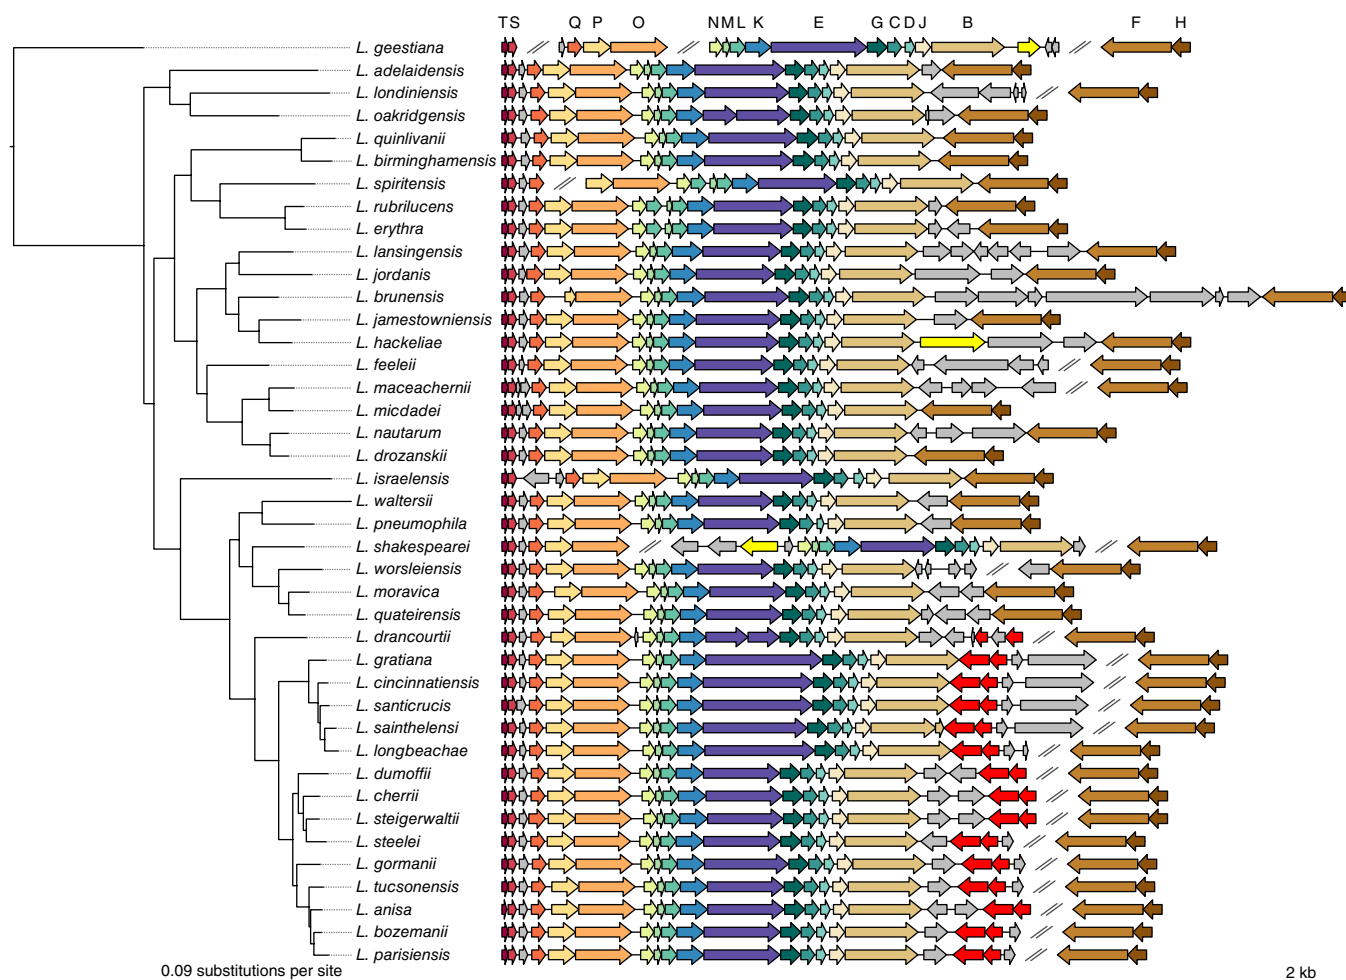 T S Q P O N M L K E G C D J B F H
L. geestiana
L. adelaidensis
L. londiniensis
L. oakridgensis
L. quinlivanii
L. birminghamensis
L. spiritensis
L. rubrilucens
L. erythra
L. lansingensis
L. jordanis
L. brunensis
L. jamestowniensis
L. hackeliae
L. feeleii
L. maceachernii
L. micdadei
L. nautarum
L. drozanskii
L. israelensis
L. waltersii
L. pneumophila
L. shakespearei
L. worsleiensis
L. moravica
L. quateirensis
L. drancourtii
L. gratiana
L. cincinnatiensis
L. santicrucis
L. sainthelensi
L. longbeachae
L. dumoffii
L. cherrii
L. steigerwaltii
L. steelei
L. gormanii
L. tucsonensis
L. anisa
L. bozemanii
L. parisiensis
0.09 substitutions per site 2 kb